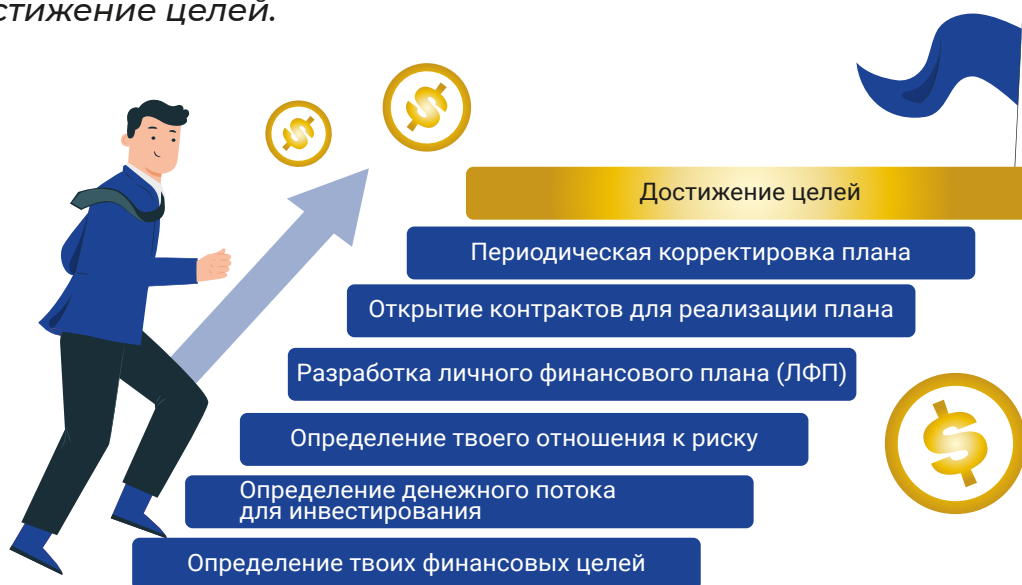 стижение целей.
Достижение целей
Периодическая корректировка плана
Открытие контрактов для реализации плана
Разработка личного финансового плана (ЛФП)
Определение твоего отношения к риску
Определение денежного потока
для инвестирования
Определение твоих финансовых целей